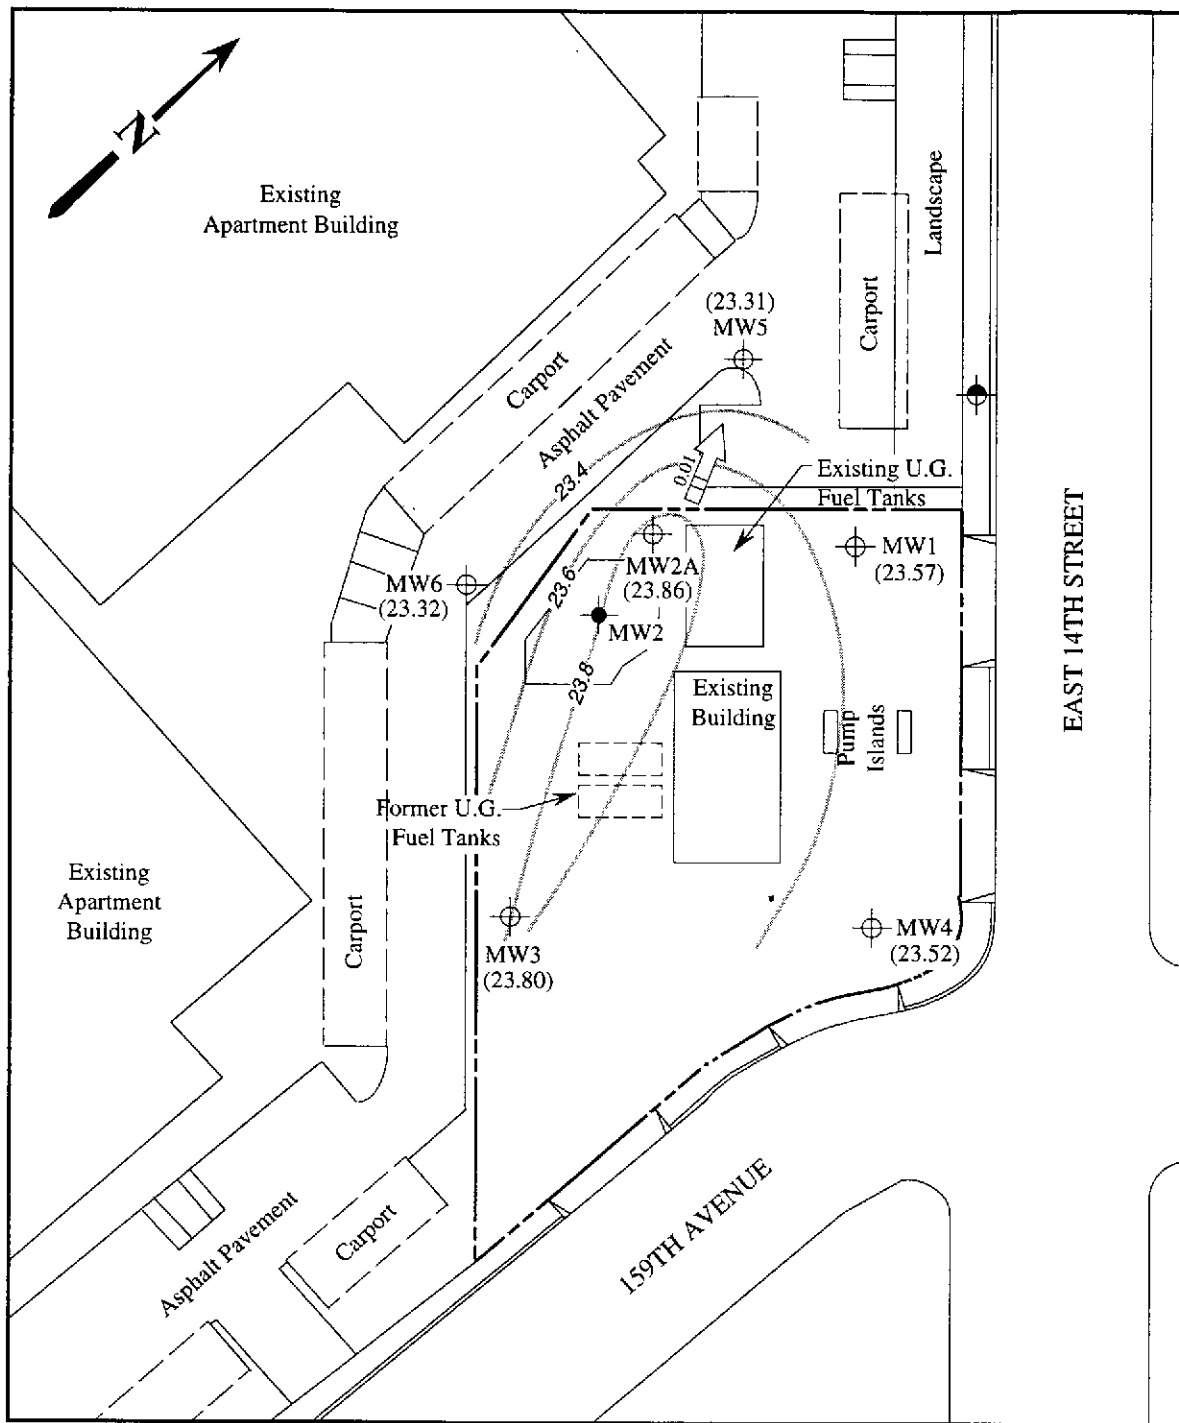 N
Existing
Apartment Building
Landscape
Carport
(23.31)
MW5
Carport
Asphalt Pavement
23.4
0.01
Existing U.G.
Fuel Tanks
MW1
(23.57)
MW2A
(23.86)
23.6
MW6
(23.32)
MW2
23.8
Existing
Building
Pump
Islands
EAST 14TH STREET
Former U.G.
Fuel Tanks
Existing
Apartment
Building
Carport
MW3
(23.80)
MW4
(23.52)
Asphalt Pavement
Carport
159TH AVENUE